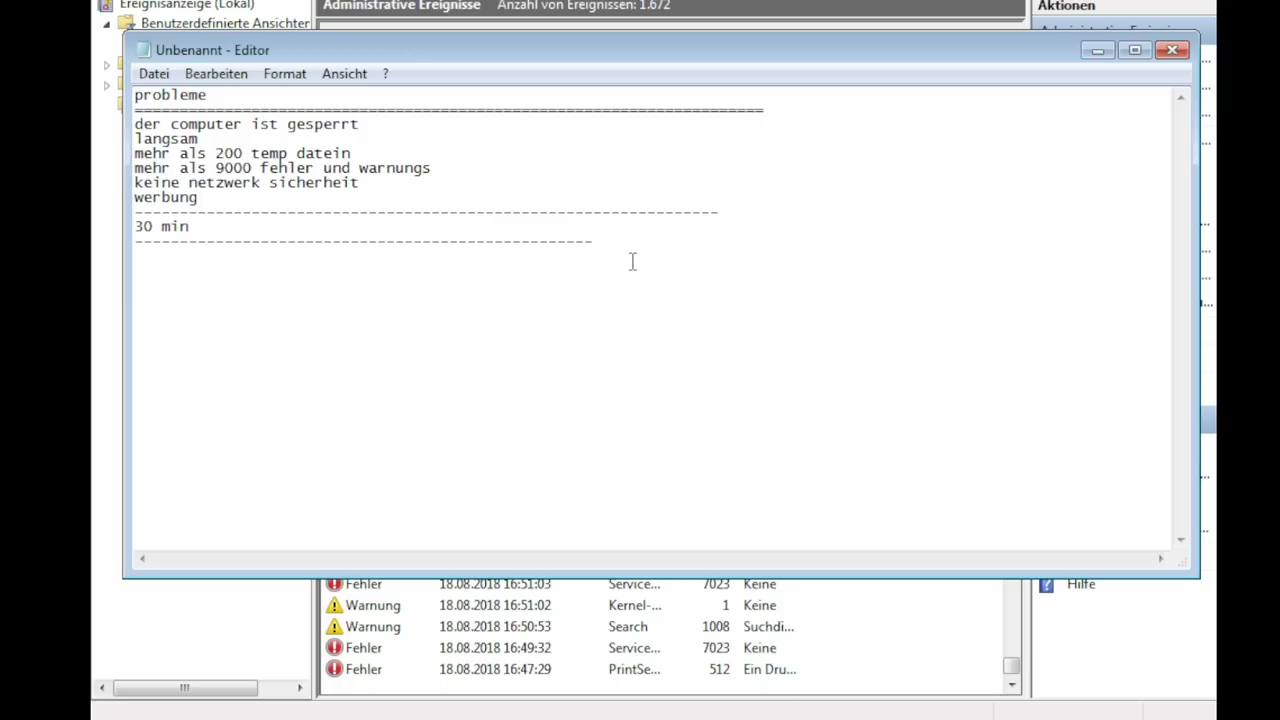 Ereignisanzeige (Lokal)
Administrative Ereignisse Anzahl von Ereignissen: 1.672
Aktionen
Benutzerdefinierte Ansichter
Unbenannt - Editor
Datei Bearbeiten Format Ansicht ?
probleme
======================================================================
der computer ist gesperrt
langsam
mehr als 200 temp datein
mehr als 9000 fehler und warnungs
keine netzwerk sicherheit
werbung
-----------------------------------------------------------------
30 min
---------------------------------------------------
Fehler 18.08.2018 16:51:03 Service... 7023 Keine
Hilfe
Warnung 18.08.2018 16:51:02 Kernel-... 1 Keine
Warnung 18.08.2018 16:50:53 Search 1008 Suchdi...
Fehler 18.08.2018 16:49:32 Service... 7023 Keine
Fehler 18.08.2018 16:47:29 PrintSe... 512 Ein Dru...